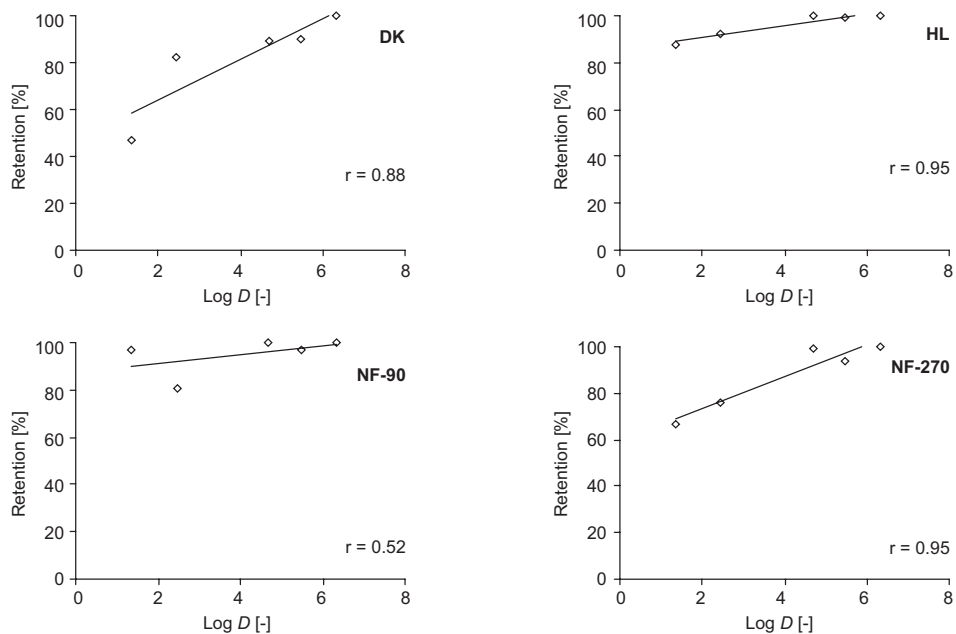 100
80
60
40
20
0
Retention [%]
DK
r = 0.88
0 2 4 6 8
Log D [-]
100
80
60
40
20
0
Retention [%]
HL
r = 0.95
0 2 4 6 8
Log D [-]
100
80
60
40
20
0
Retention [%]
NF-90
r = 0.52
0 2 4 6 8
Log D [-]
100
80
60
40
20
0
Retention [%]
NF-270
r = 0.95
0 2 4 6 8
Log D [-]